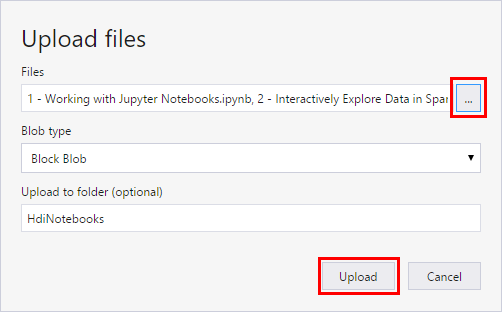 Upload files
Files
1 - Working with Jupyter Notebooks.ipynb, 2 - Interactively Explore Data in Spar
...
Blob type
Block Blob
Upload to folder (optional)
HdiNotebooks
Upload Cancel